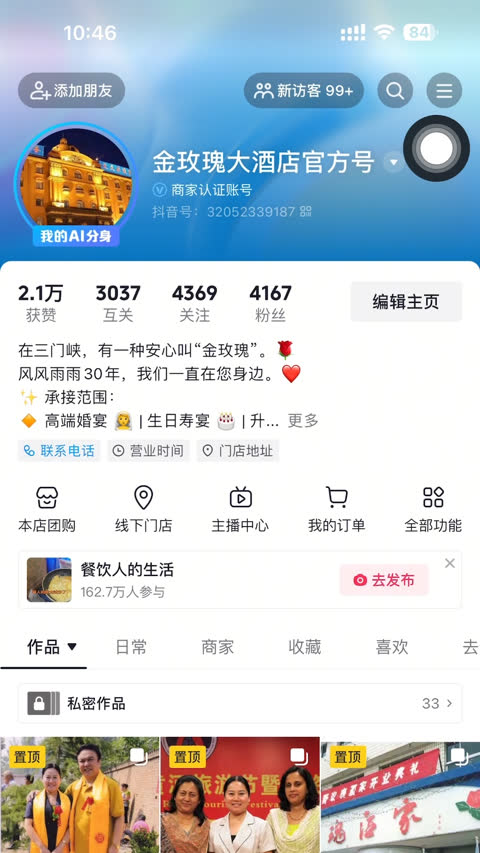 10:46
84
添加朋友
新访客 99+
金玫瑰大酒店官方号
商家认证账号
抖音号：32052339187
我的AI分身
2.1万 3037 4369 4167
获赞 互关 关注 粉丝
编辑主页
在三门峡，有一种安心叫“金玫瑰”。🌹
风风雨雨30年，我们一直在您身边。❤️
✨ 承接范围：
🔸 高端婚宴 👰 | 生日寿宴 🎂 | 升... 更多
联系电话 营业时间 门店地址
本店团购 线下门店 主播中心 我的订单 全部功能
餐饮人的生活
162.7万人参与
去发布
作品 日常 商家 收藏 喜欢 去
私密作品 33
置顶 置顶 置顶